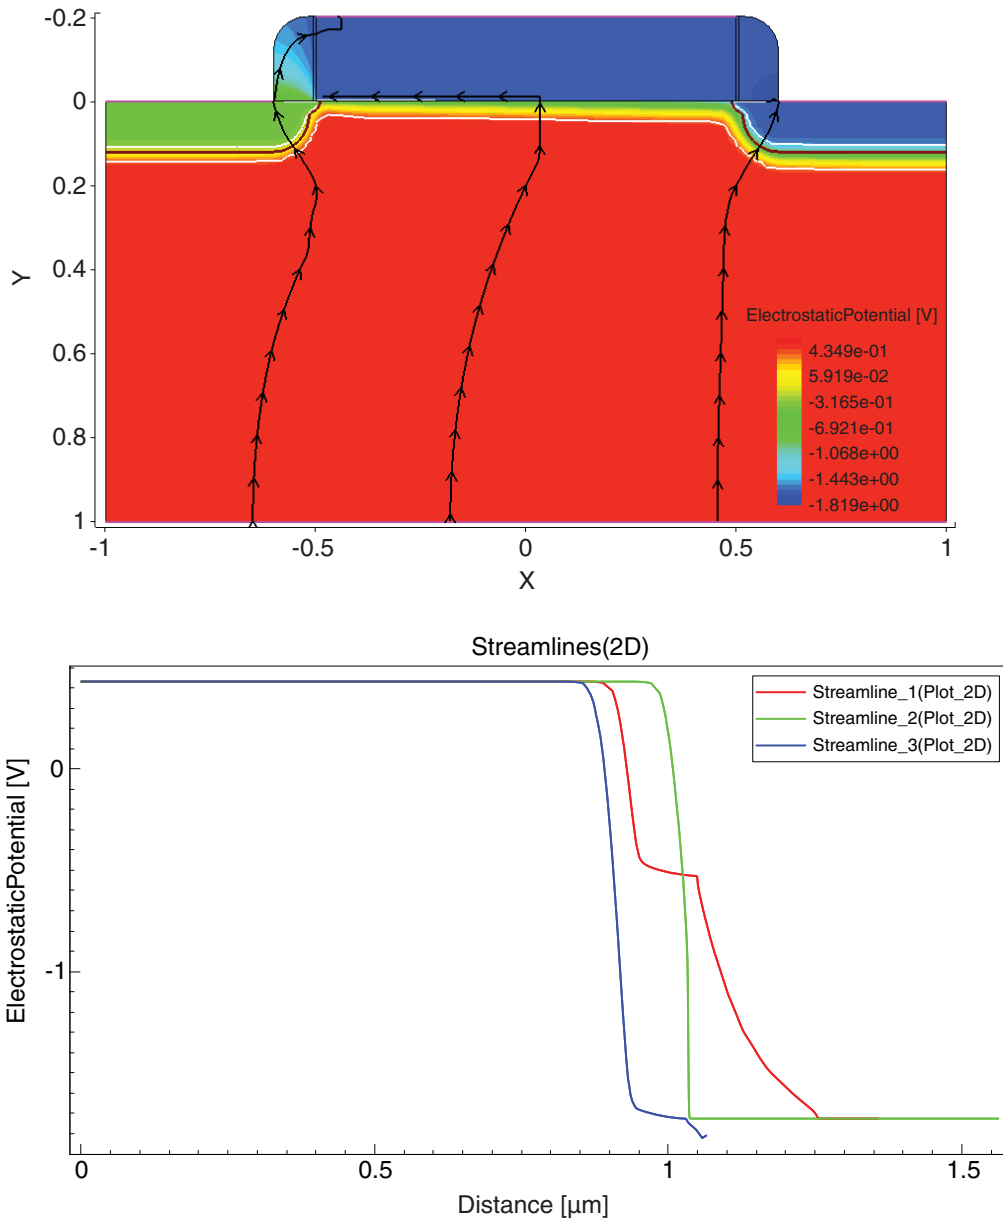 -0.2
0
0.2
0.4
0.6
0.8
1
Y
ElectrostaticPotential [V]
4.349e-01
5.919e-02
-3.165e-01
-6.921e-01
-1.068e+00
-1.443e+00
-1.819e+00
-1 -0.5 0 0.5 1
X
Streamlines(2D)
Streamline_1(Plot_2D)
Streamline_2(Plot_2D)
Streamline_3(Plot_2D)
0
-1
ElectrostaticPotential [V]
0 0.5 1 1.5
Distance [µm]